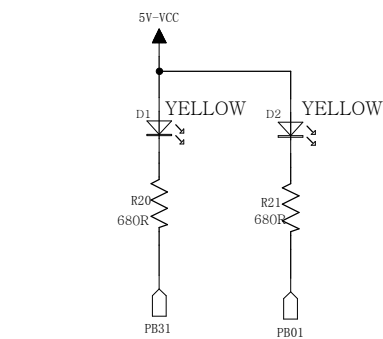 5V-VCC
D1 YELLOW
D2 YELLOW
R20
680R
R21
680R
PB31
PB01